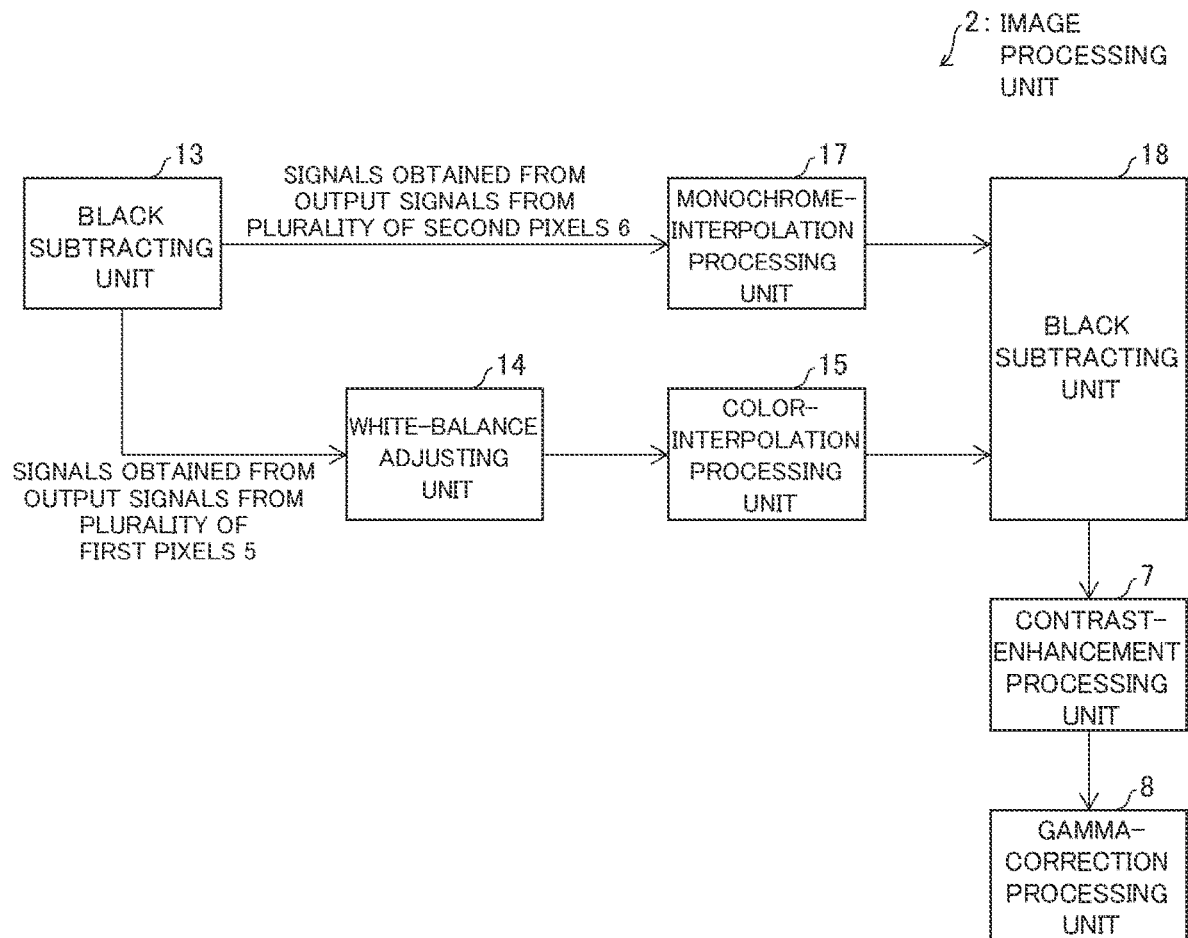 2: IMAGE
PROCESSING
UNIT
13
BLACK
SUBTRACTING
UNIT
SIGNALS OBTAINED FROM
OUTPUT SIGNALS FROM
PLURALITY OF SECOND PIXELS 6
17
MONOCHROME-
INTERPOLATION
PROCESSING
UNIT
18
BLACK
SUBTRACTING
UNIT
SIGNALS OBTAINED FROM
OUTPUT SIGNALS FROM
PLURALITY OF
FIRST PIXELS 5
14
WHITE-BALANCE
ADJUSTING
UNIT
15
COLOR-
INTERPOLATION
PROCESSING
UNIT
7
CONTRAST-
ENHANCEMENT
PROCESSING
UNIT
8
GAMMA-
CORRECTION
PROCESSING
UNIT